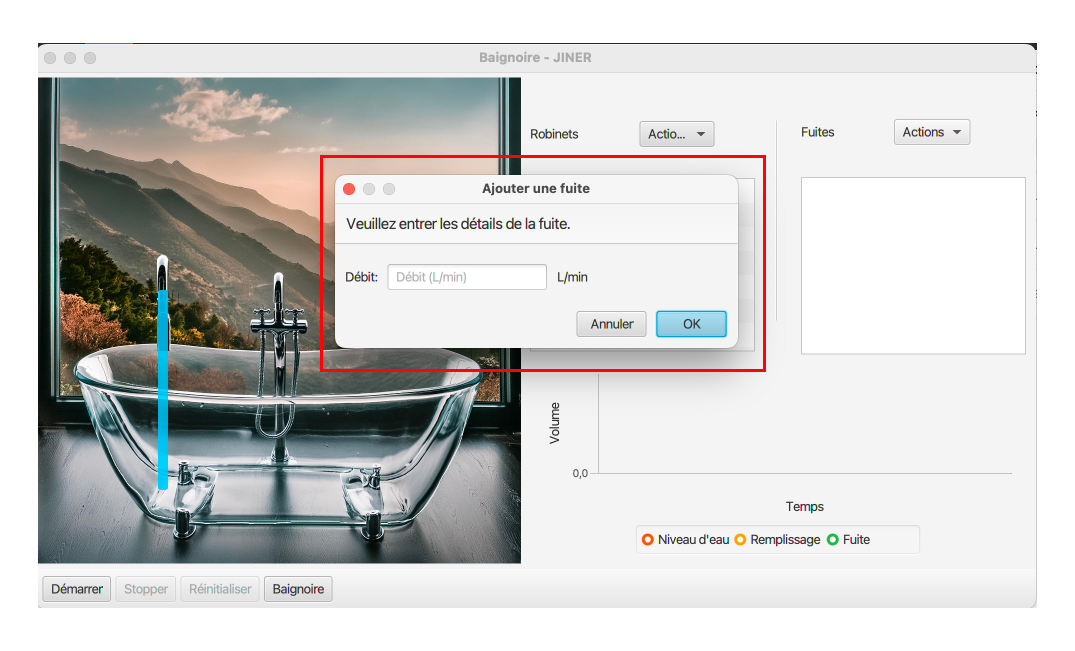 Baignoire - JINER
Robinets
Actio...
Fuites
Actions
Ajouter une fuite
Veuillez entrer les détails de la fuite.
Débit:
Débit (L/min)
L/min
Annuler
OK
Volume
0,0
Temps
Niveau d'eau
Remplissage
Fuite
Démarrer
Stopper
Réinitialiser
Baignoire